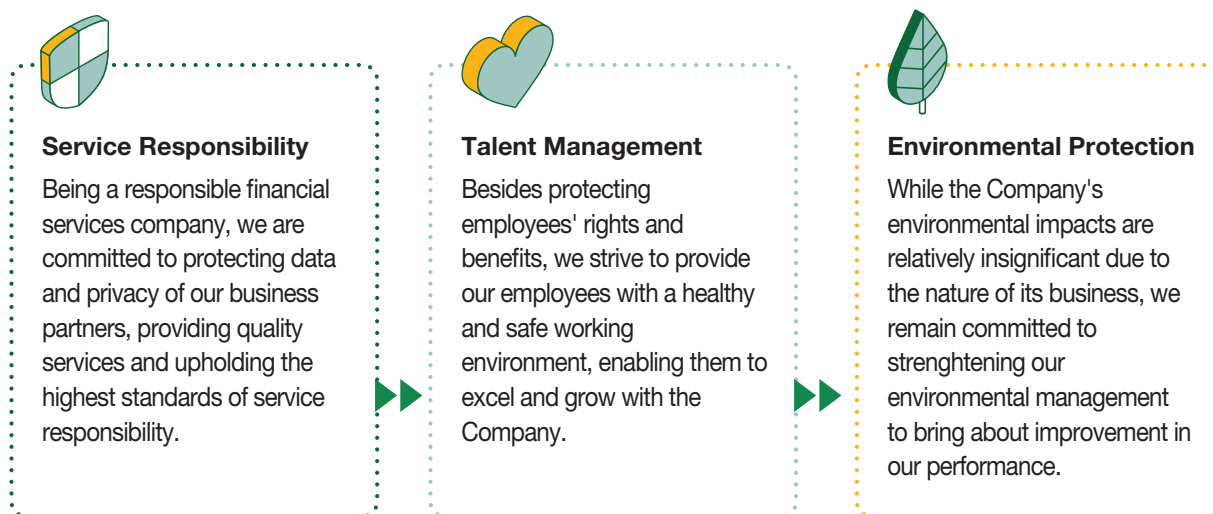 Service Responsibility
Being a responsible financial
services company, we are
committed to protecting data
and privacy of our business
partners, providing quality
services and upholding the
highest standards of service
responsibility.
Talent Management
Besides protecting
employees' rights and
benefits, we strive to provide
our employees with a healthy
and safe working
environment, enabling them to
excel and grow with the
Company.
Environmental Protection
While the Company's
environmental impacts are
relatively insignificant due to
the nature of its business, we
remain committed to
strenghtening our
environmental management
to bring about improvement in
our performance.